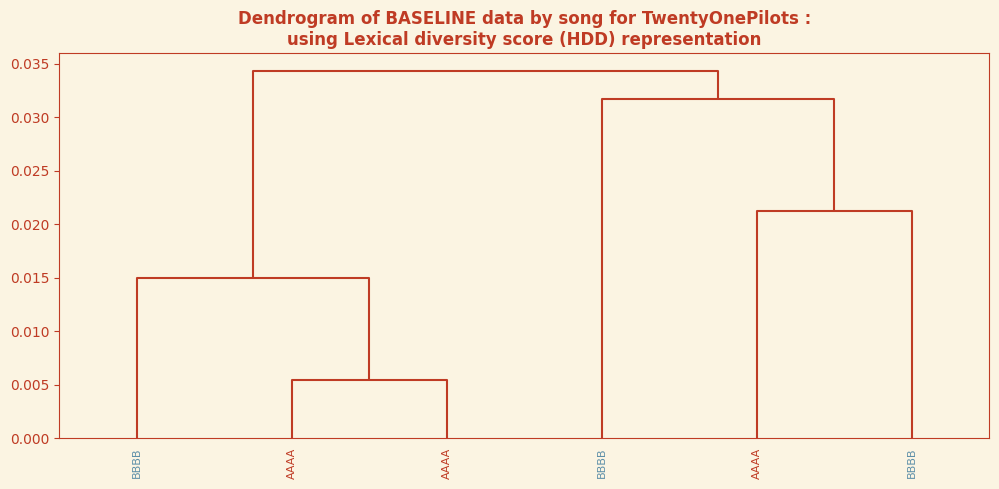 Dendrogram of BASELINE data by song for TwentyOnePilots :
using Lexical diversity score (HDD) representation
0.035
0.030
0.025
0.020
0.015
0.010
0.005
0.000
BBBB
AAAA
AAAA
BBBB
AAAA
BBBB